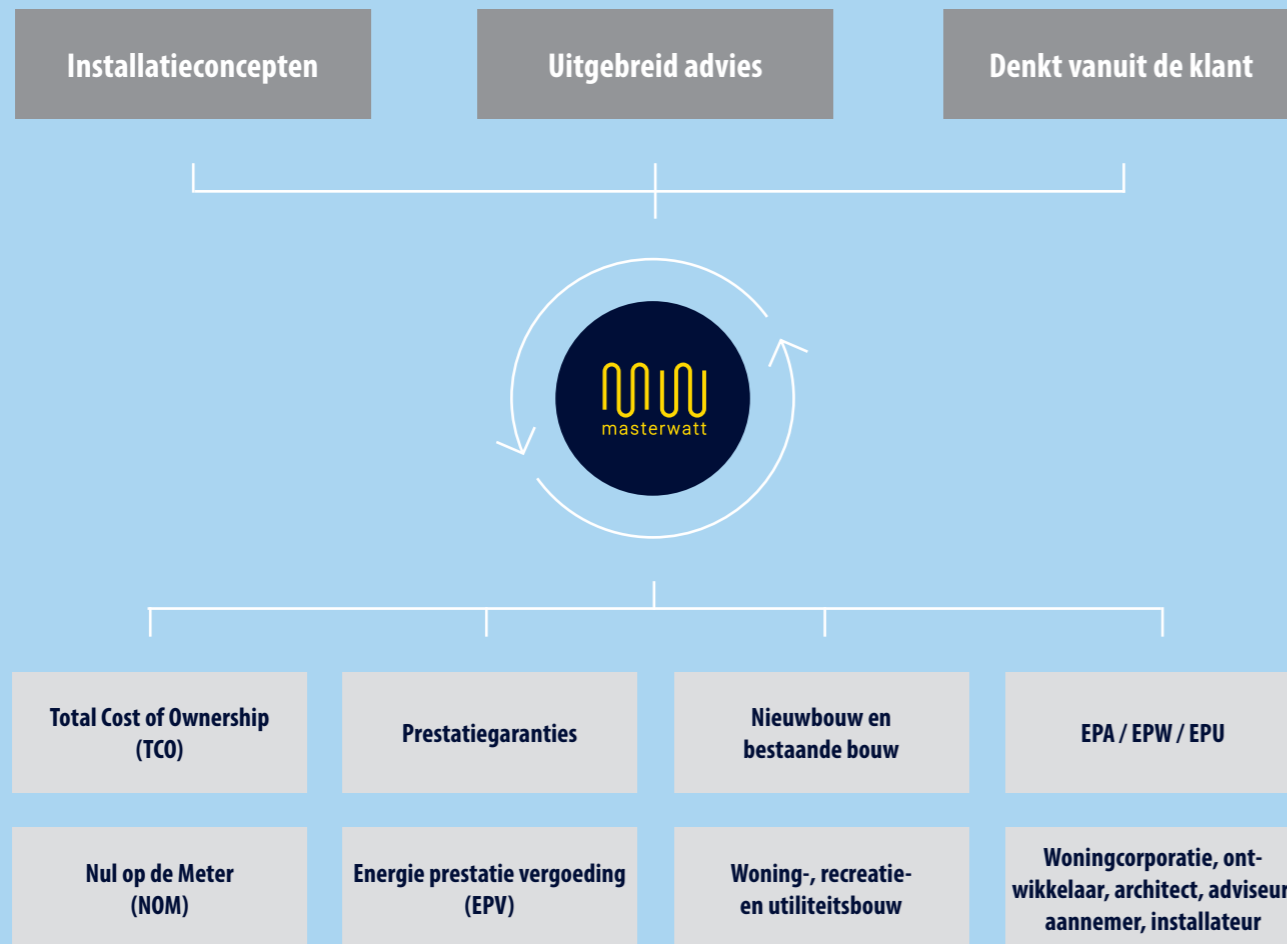 Installatieconcepten
Uitgebreid advies
Denkt vanuit de klant
masterwatt
Total Cost of Ownership
(TCO)
Prestatiegaranties
Nieuwbouw en
bestaande bouw
EPA / EPW / EPU
Nul op de Meter
(NOM)
Energie prestatie vergoeding
(EPV)
Woning-, recreatie-
en utiliteitsbouw
Woningcorporatie, ont-
wikkelaar, architect, adviseur
aannemer, installateur